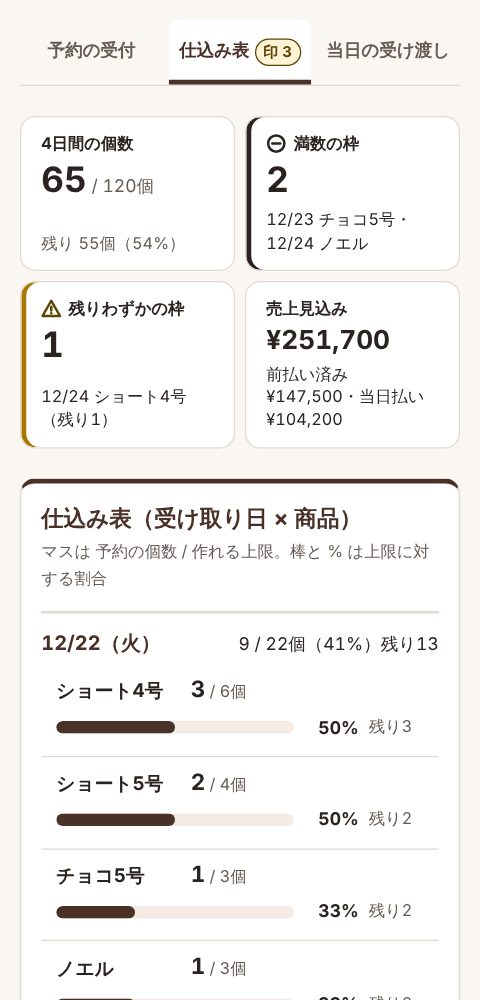 予約の受付
仕込み表 印 3
当日の受け渡し
4日間の個数
65 / 120個
残り 55個（54%）
満数の枠
2
12/23 チョコ5号・
12/24 ノエル
残りわずかの枠
1
12/24 ショート4号
（残り1）
売上見込み
¥251,700
前払い済み
¥147,500・当日払い
¥104,200
仕込み表（受け取り日 × 商品）
マスは 予約の個数 / 作れる上限。棒と % は上限に対
する割合
12/22（火） 9 / 22個（41%）残り13
ショート4号 3 / 6個
50% 残り3
ショート5号 2 / 4個
50% 残り2
チョコ5号 1 / 3個
33% 残り2
ノエル 1 / 3個